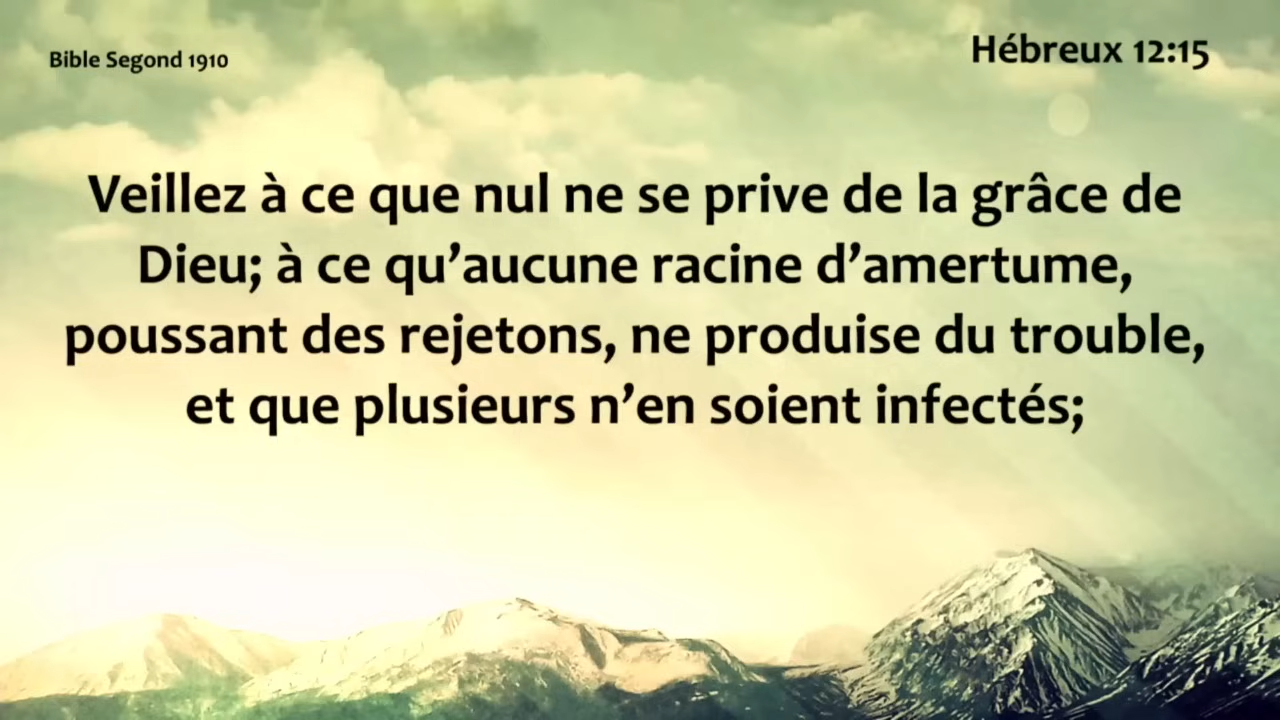 Bible Segond 1910
Hébreux 12:15
Veillez à ce que nul ne se prive de la grâce de
Dieu; à ce qu’aucune racine d’amertume,
poussant des rejetons, ne produise du trouble,
et que plusieurs n’en soient infectés;